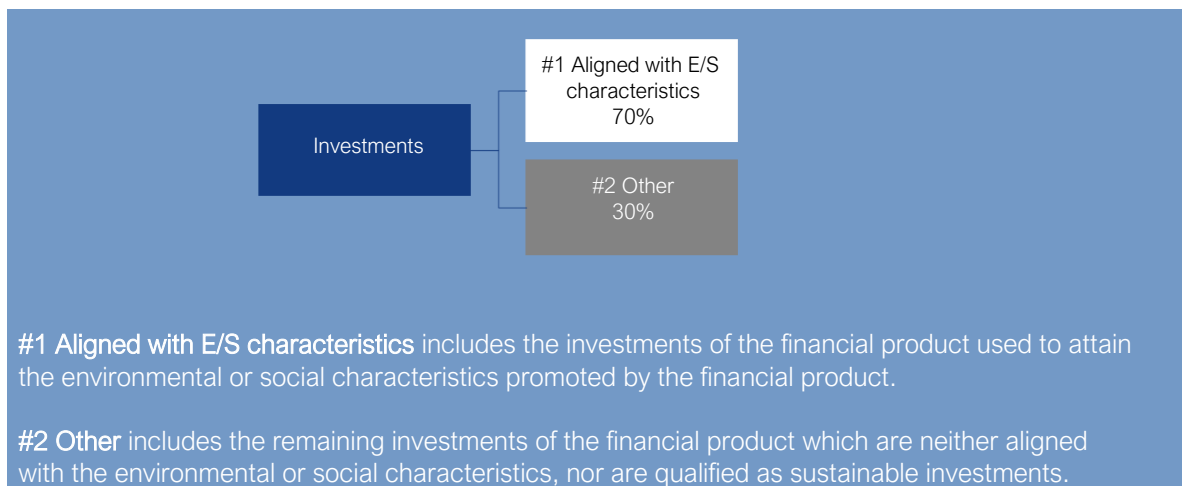 #1 Aligned with E/S
characteristics
70%
Investments
#2 Other
30%
#1 Aligned with E/S characteristics includes the investments of the financial product used to attain
the environmental or social characteristics promoted by the financial product.
#2 Other includes the remaining investments of the financial product which are neither aligned
with the environmental or social characteristics, nor are qualified as sustainable investments.